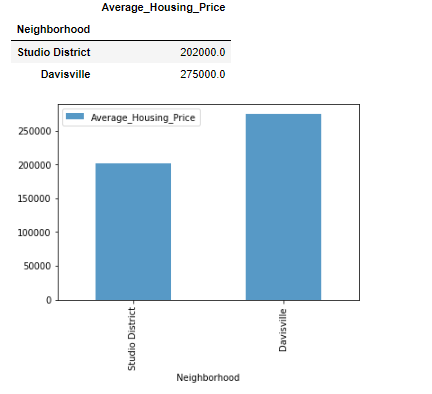 Average_Housing_Price
Neighborhood
Studio District 202000.0
Davisville 275000.0
Average_Housing_Price
250000
200000
150000
100000
50000
0
Studio District
Davisville
Neighborhood